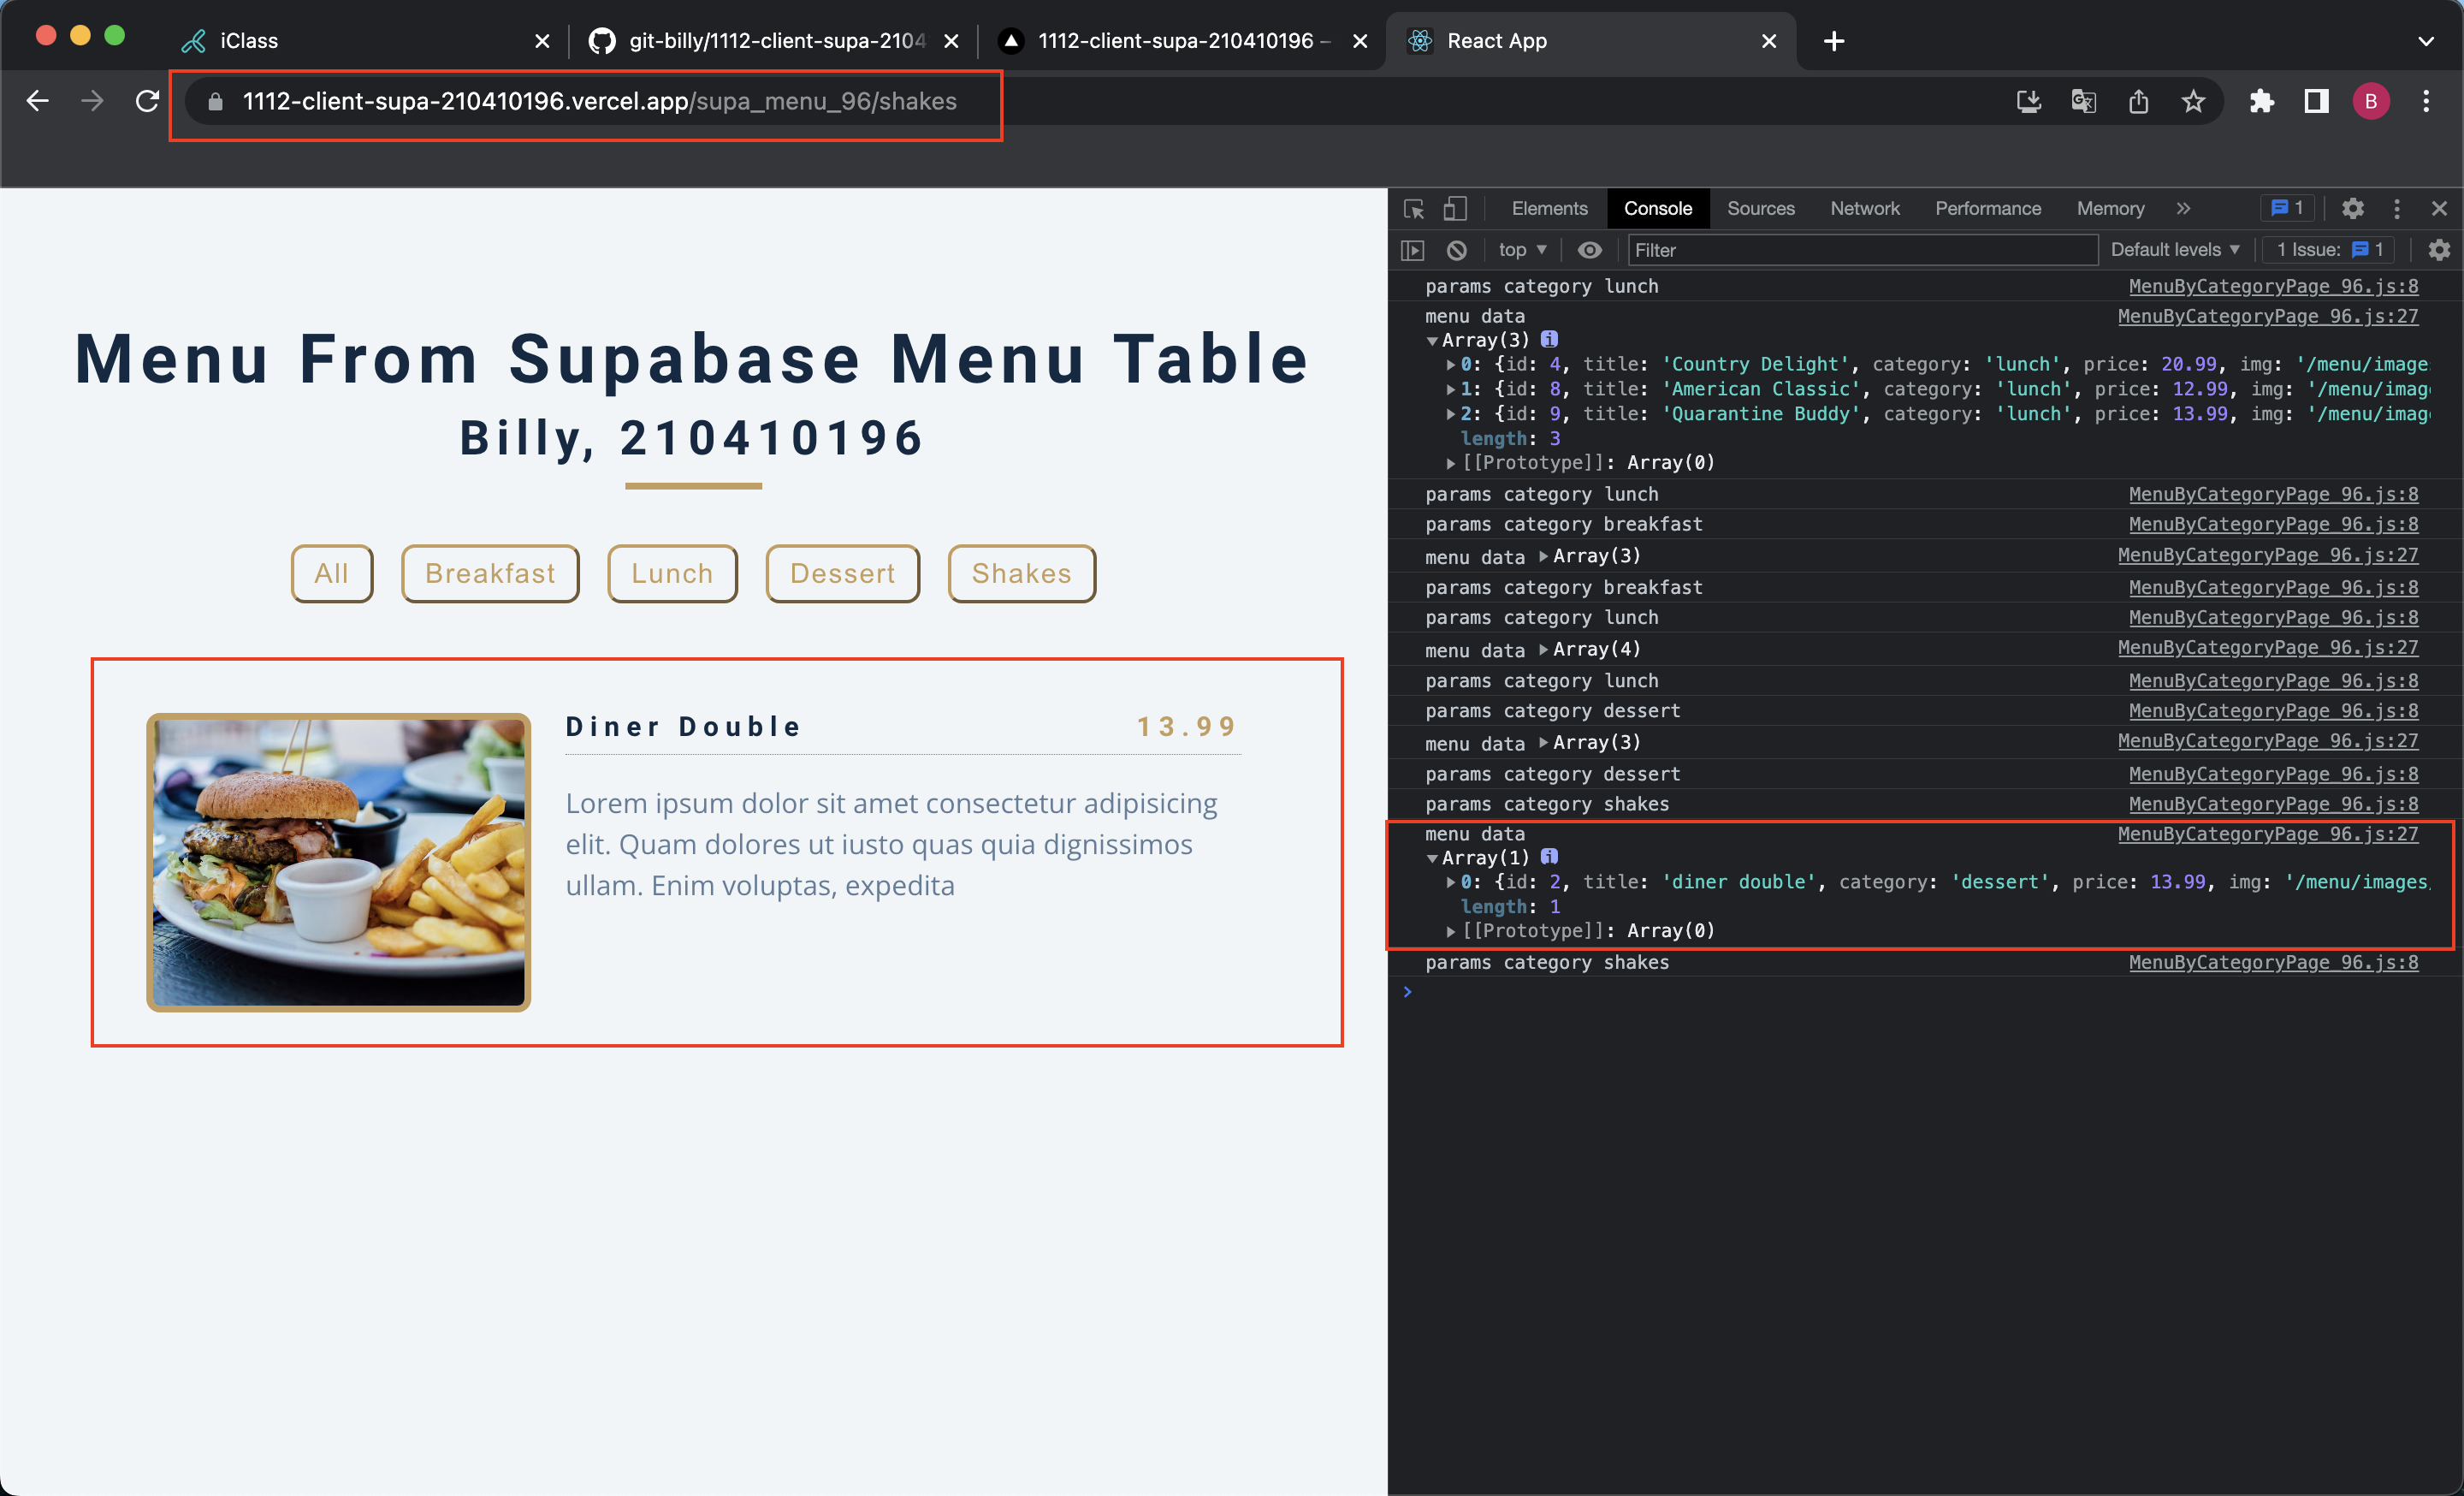 iClass
git-billy/1112-client-supa-2104
1112-client-supa-210410196 –
React App
1112-client-supa-210410196.vercel.app/supa_menu_96/shakes
B
Menu From Supabase Menu Table
Billy, 210410196
All
Breakfast
Lunch
Dessert
Shakes
Diner Double
13.99
Lorem ipsum dolor sit amet consectetur adipisicing
elit. Quam dolores ut iusto quas quia dignissimos
ullam. Enim voluptas, expedita
Elements
Console
Sources
Network
Performance
Memory
1
top
Filter
Default levels
1 Issue: 1
params category lunch MenuByCategoryPage_96.js:8
menu data MenuByCategoryPage_96.js:27
Array(3)
0: {id: 4, title: 'Country Delight', category: 'lunch', price: 20.99, img: '/menu/image
1: {id: 8, title: 'American Classic', category: 'lunch', price: 12.99, img: '/menu/imag
2: {id: 9, title: 'Quarantine Buddy', category: 'lunch', price: 13.99, img: '/menu/imag
length: 3
[[Prototype]]: Array(0)
params category lunch MenuByCategoryPage_96.js:8
params category breakfast MenuByCategoryPage_96.js:8
menu data Array(3) MenuByCategoryPage_96.js:27
params category breakfast MenuByCategoryPage_96.js:8
params category lunch MenuByCategoryPage_96.js:8
menu data Array(4) MenuByCategoryPage_96.js:27
params category lunch MenuByCategoryPage_96.js:8
params category dessert MenuByCategoryPage_96.js:8
menu data Array(3) MenuByCategoryPage_96.js:27
params category dessert MenuByCategoryPage_96.js:8
params category shakes MenuByCategoryPage_96.js:8
menu data MenuByCategoryPage_96.js:27
Array(1)
0: {id: 2, title: 'diner double', category: 'dessert', price: 13.99, img: '/menu/images
length: 1
[[Prototype]]: Array(0)
params category shakes MenuByCategoryPage_96.js:8